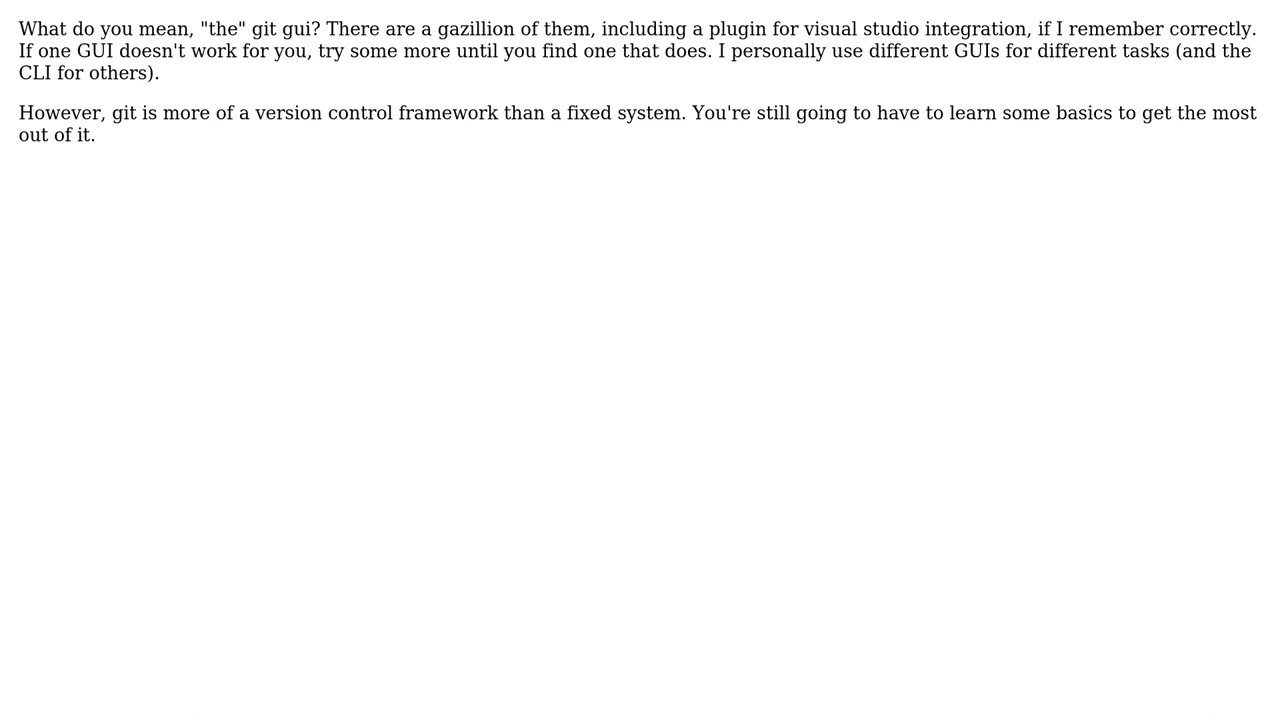 What do you mean, "the" git gui? There are a gazillion of them, including a plugin for visual studio integration, if I remember correctly.
If one GUI doesn't work for you, try some more until you find one that does. I personally use different GUIs for different tasks (and the
CLI for others).
However, git is more of a version control framework than a fixed system. You're still going to have to learn some basics to get the most
out of it.